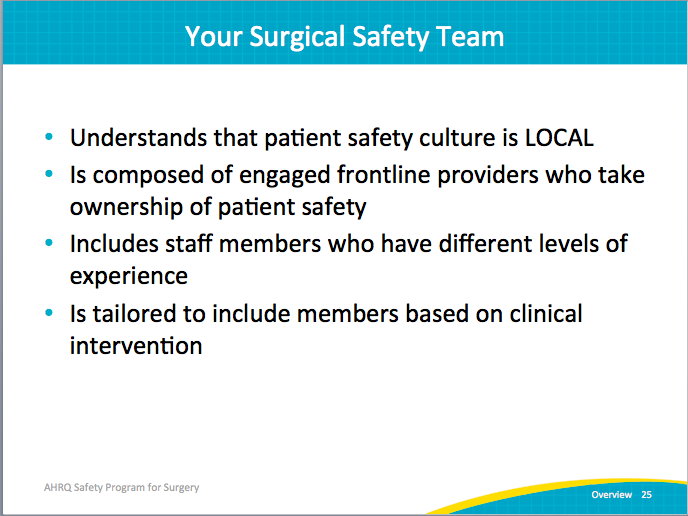 Your Surgical Safety Team
• Understands that patient safety culture is LOCAL
• Is composed of engaged frontline providers who take
ownership of patient safety
• Includes staff members who have different levels of
experience
• Is tailored to include members based on clinical
intervention
AHRQ Safety Program for Surgery
Overview 25